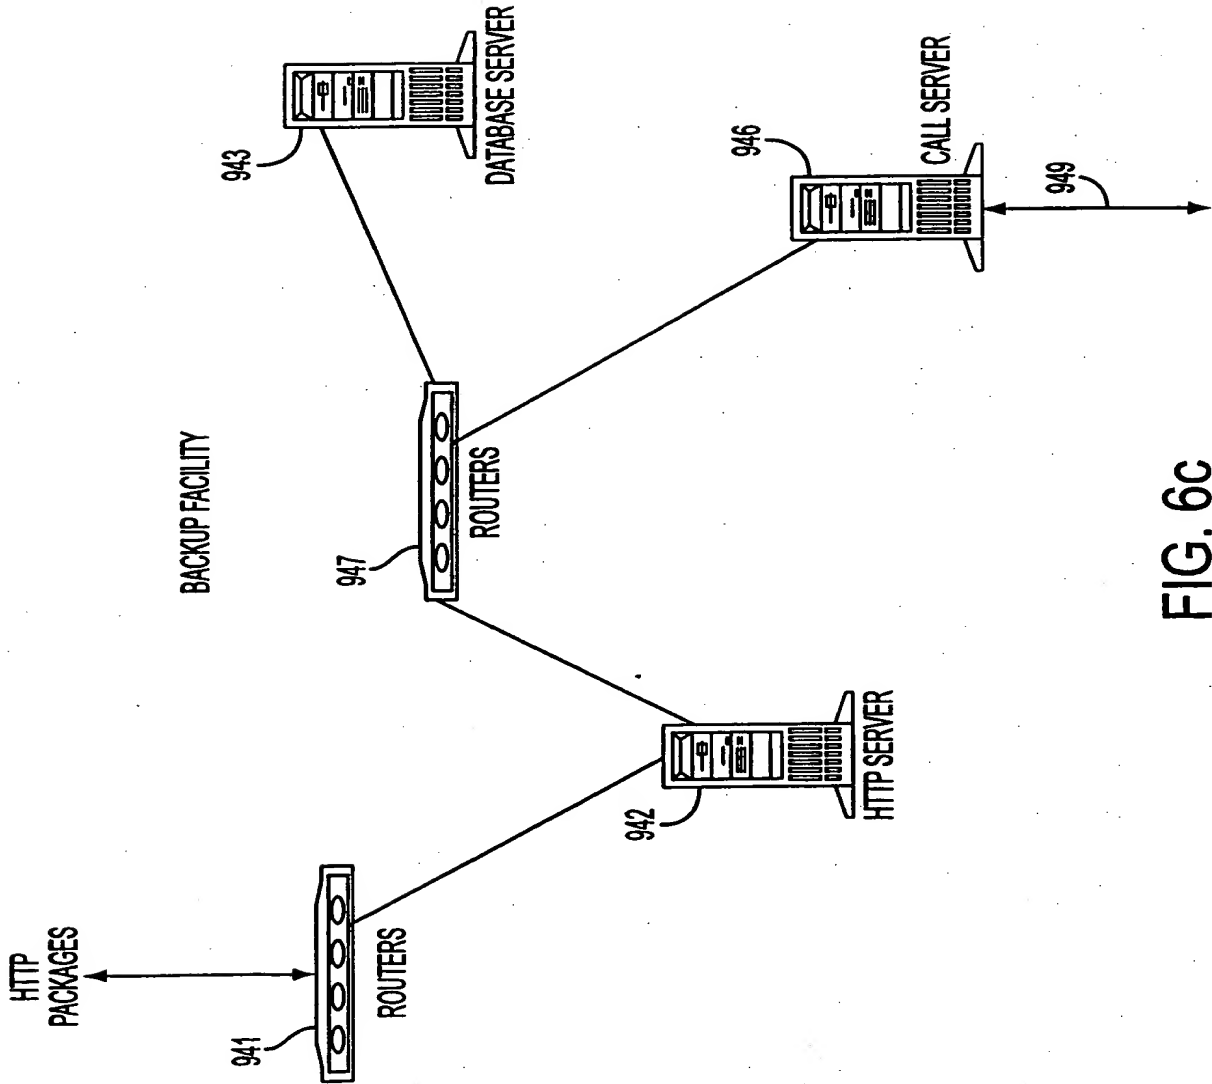 BACKUP FACILITY
HTTP
PACKAGES
941
ROUTERS
942
HTTP SERVER
947
ROUTERS
943
DATABASE SERVER
946
CALL SERVER
949
FIG. 6c